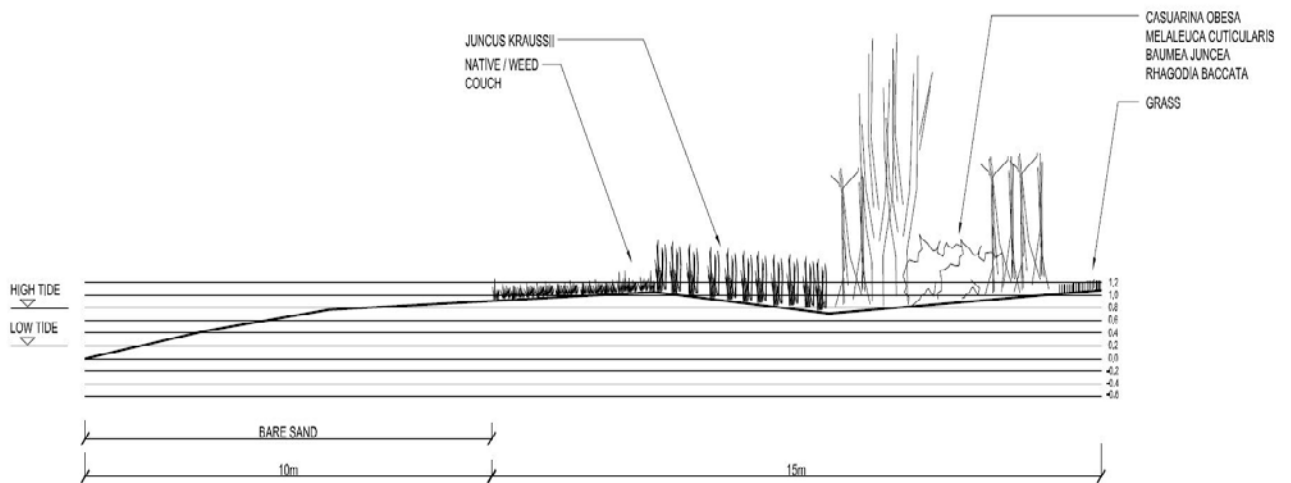 CASUARINA OBESA
MELALEUCA CUTICULARIS
BAUMEA JUNCEA
RHAGODIA BACCATA
GRASS
JUNCUS KRAUSSII
NATIVE / WEED
COUCH
HIGH TIDE
LOW TIDE
1,2
1,0
0,8
0,6
0,4
0,2
0,0
-0,2
-0,4
-0,6
BARE SAND
10m
15m